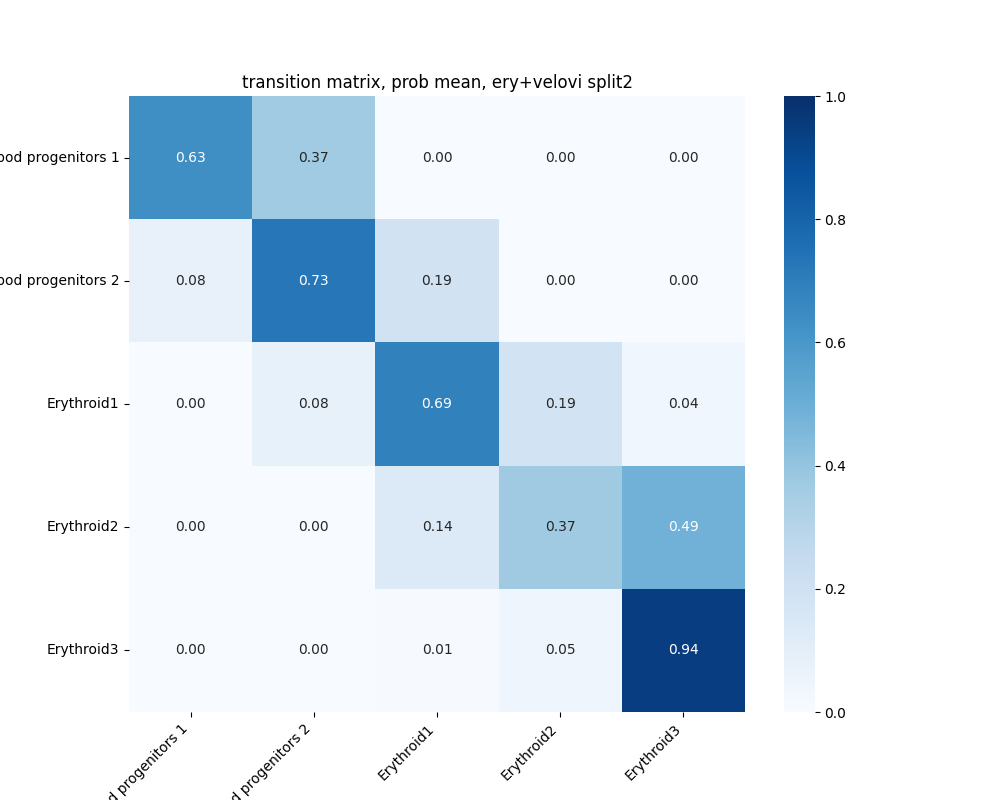 transition matrix, prob mean, ery+velovi split2
ood progenitors 1 0.63 0.37 0.00 0.00 0.00
ood progenitors 2 0.08 0.73 0.19 0.00 0.00
Erythroid1 0.00 0.08 0.69 0.19 0.04
Erythroid2 0.00 0.00 0.14 0.37 0.49
Erythroid3 0.00 0.00 0.01 0.05 0.94
d progenitors 1 d progenitors 2 Erythroid1 Erythroid2 Erythroid3
1.0
0.8
0.6
0.4
0.2
0.0